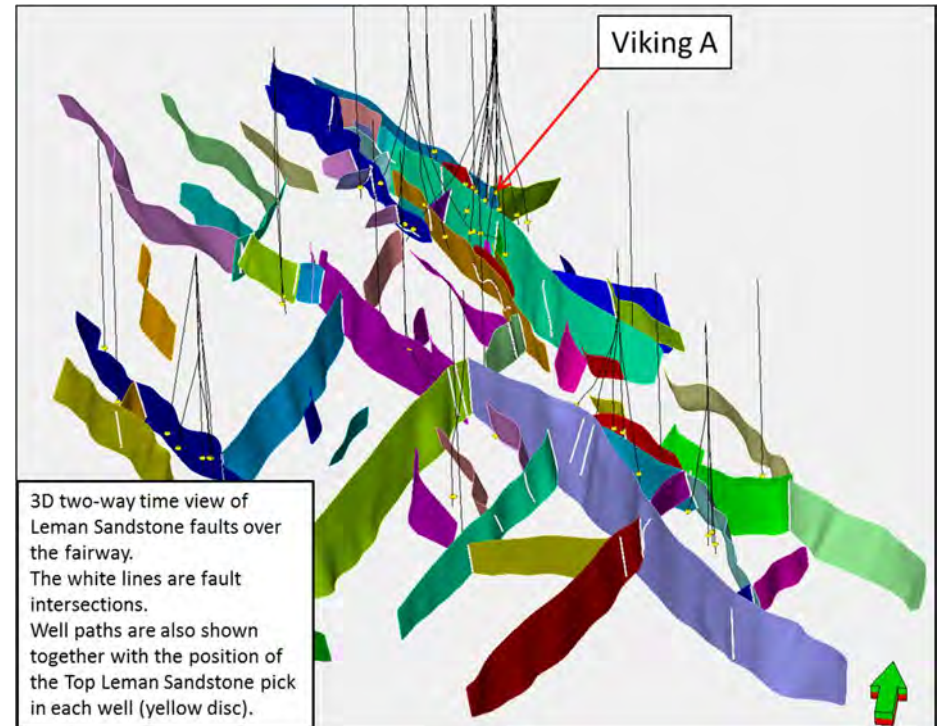 Viking A
3D two-way time view of
Leman Sandstone faults over
the fairway.
The white lines are fault
intersections.
Well paths are also shown
together with the position of
the Top Leman Sandstone pick
in each well (yellow disc).